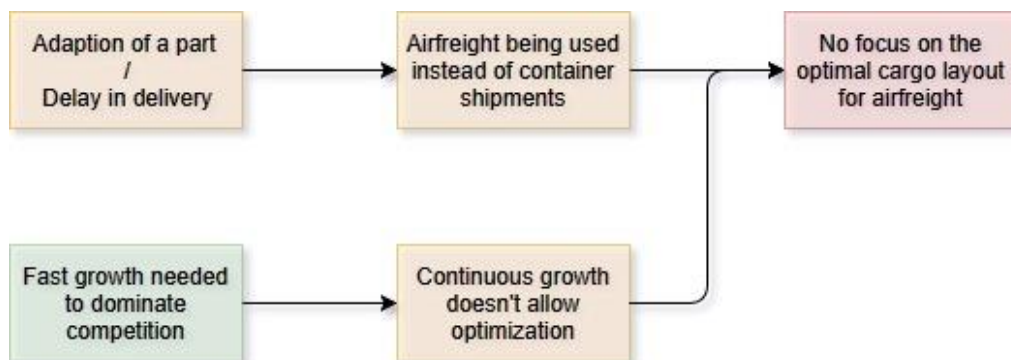 Adaption of a part
/
Delay in delivery
Airfreight being used
instead of container
shipments
No focus on the
optimal cargo layout
for airfreight
Fast growth needed
to dominate
competition
Continuous growth
doesn't allow
optimization